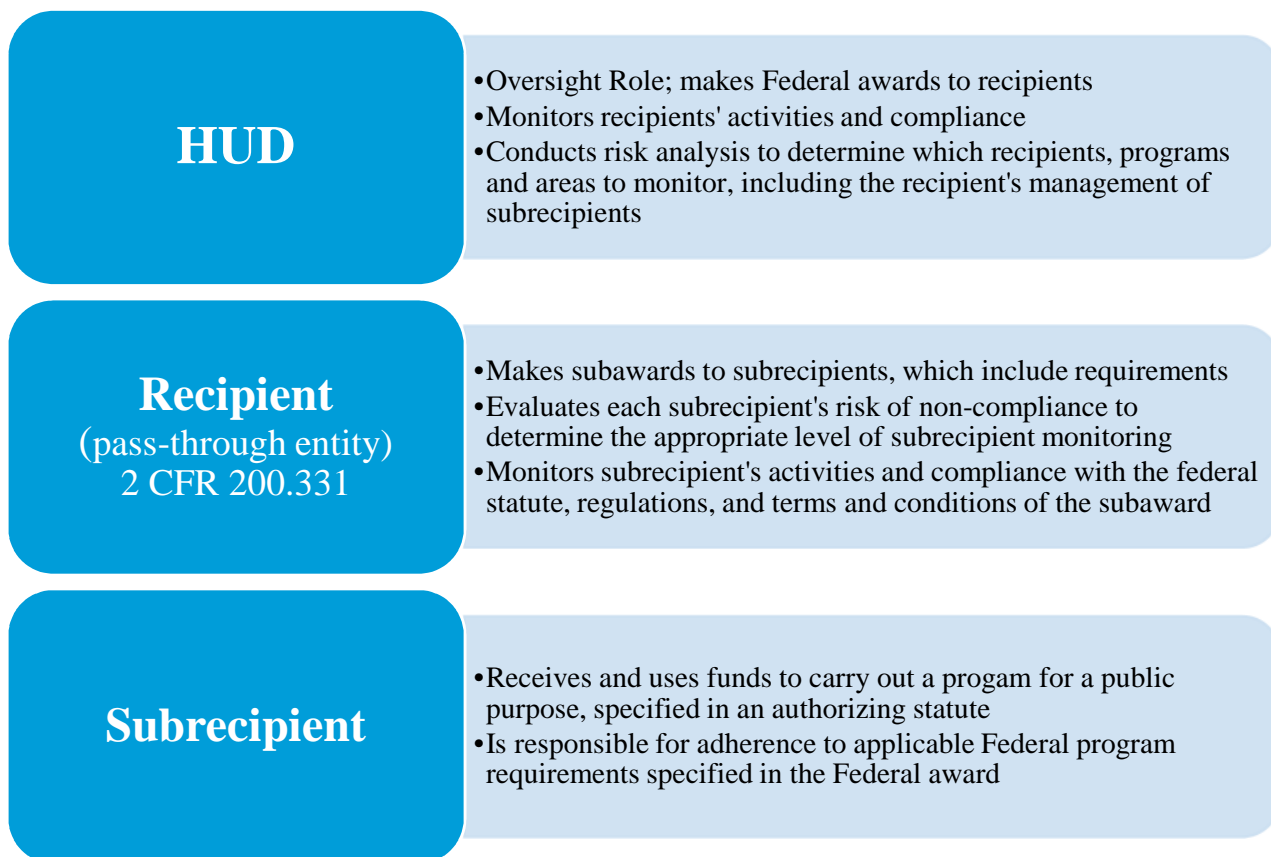 HUD
•Oversight Role; makes Federal awards to recipients
•Monitors recipients' activities and compliance
•Conducts risk analysis to determine which recipients, programs
and areas to monitor, including the recipient's management of
subrecipients
Recipient
(pass-through entity)
2 CFR 200.331
•Makes subawards to subrecipients, which include requirements
•Evaluates each subrecipient's risk of non-compliance to
determine the appropriate level of subrecipient monitoring
•Monitors subrecipient's activities and compliance with the federal
statute, regulations, and terms and conditions of the subaward
Subrecipient
•Receives and uses funds to carry out a progam for a public
purpose, specified in an authorizing statute
•Is responsible for adherence to applicable Federal program
requirements specified in the Federal award